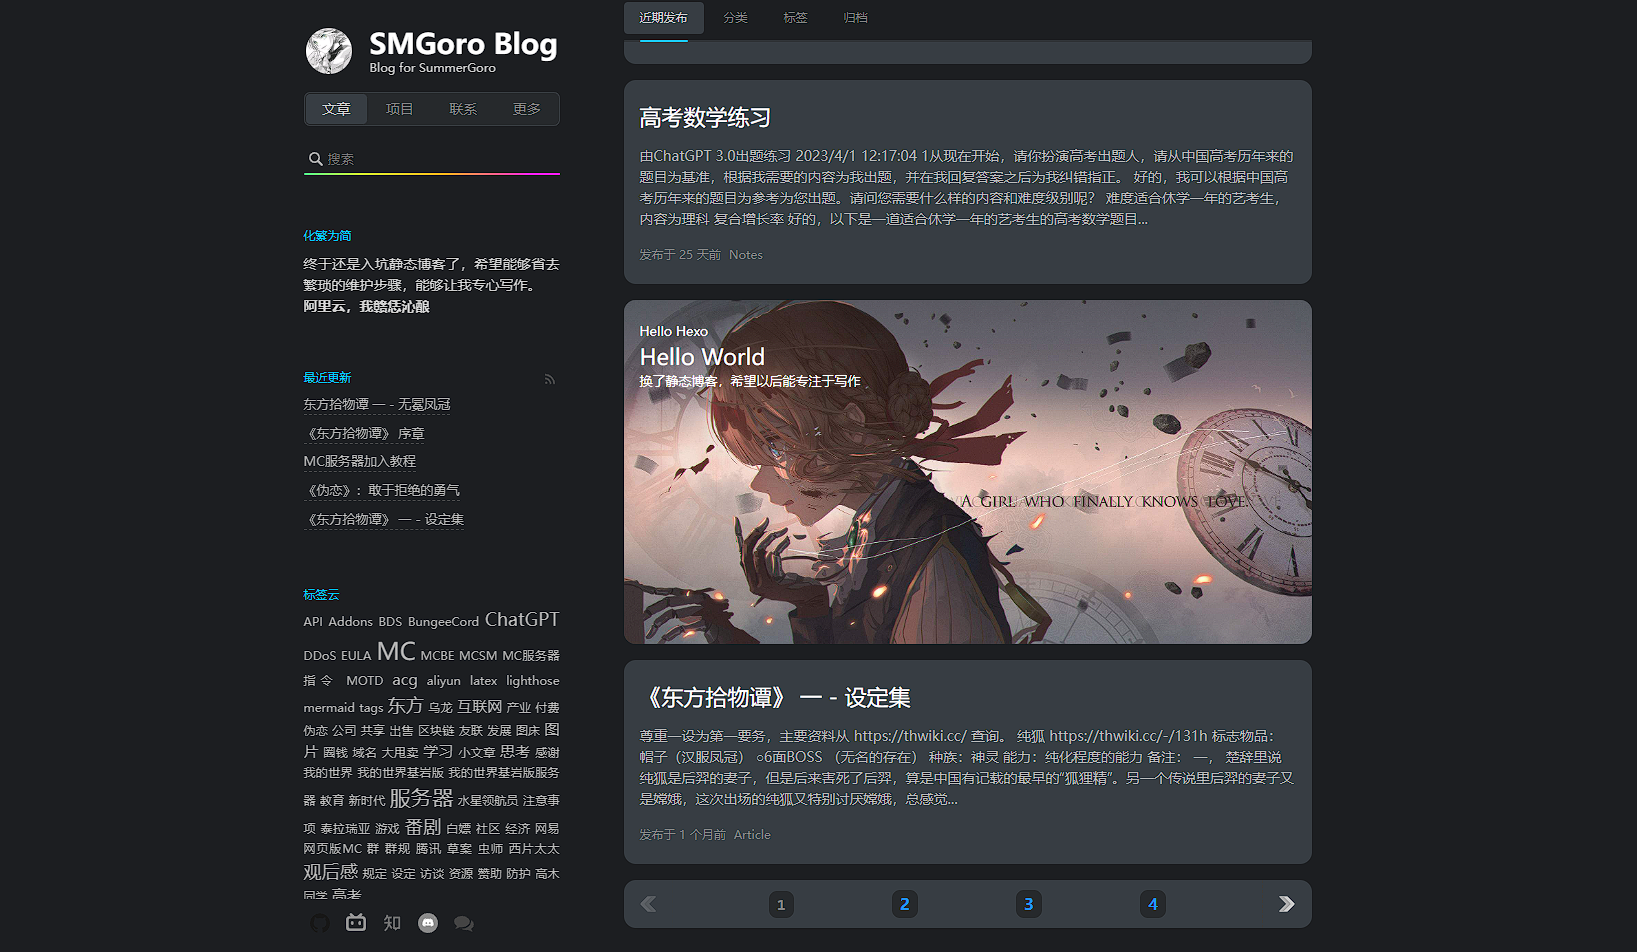 SMGoro Blog
Blog for SummerGoro
文章 项目 联系 更多
搜索
化繁为简
终于还是入坑静态博客了，希望能够省去
繁琐的维护步骤，能够让我专心写作。
阿里云，我赣恁沁酿
最近更新
东方拾物谭 一 - 无冕凤冠
《东方拾物谭》 序章
MC服务器加入教程
《伪恋》：敢于拒绝的勇气
《东方拾物谭》 一 - 设定集
标签云
API Addons BDS BungeeCord ChatGPT
DDoS EULA MC MCBE MCSM MC服务器
指令 MOTD acg aliyun latex lighthose
mermaid tags 东方 乌龙 互联网 产业 付费
伪恋 公司 共享 出售 区块链 友联 发展 图床 图
片 圈钱 域名 大甩卖 学习 小文章 思考 感谢
我的世界 我的世界基岩版 我的世界基岩版服务
器 教育 新时代 服务器 水星领航员 注意事
项 泰拉瑞亚 游戏 番剧 白嫖 社区 经济 网易
网页版MC 群 群规 腾讯 草案 虫师 西片太太
观后感 规定 设定 访谈 资源 赞助 防护 高木
同学 高考
知
近期发布 分类 标签 归档
高考数学练习
由ChatGPT 3.0出题练习 2023/4/1 12:17:04 1从现在开始，请你扮演高考出题人，请从中国高考历年来的
题目为基准，根据我需要的内容为我出题，并在我回复答案之后为我纠错指正。 好的，我可以根据中国高
考历年来的题目为参考为您出题。请问您需要什么样的内容和难度级别呢？ 难度适合休学一年的艺考生，
内容为理科 复合增长率 好的，以下是一道适合休学一年的艺考生的高考数学题目...
发布于 25 天前 Notes
Hello Hexo
Hello World
换了静态博客，希望以后能专注于写作
A GIRL WHO FINALLY KNOWS LOVE.
《东方拾物谭》 一 - 设定集
尊重一设为第一要务，主要资料从 https://thwiki.cc/ 查询。 纯狐 https://thwiki.cc/-/131h 标志物品：
帽子（汉服凤冠） ○6面BOSS （无名的存在） 种族：神灵 能力：纯化程度的能力 备注： 一， 楚辞里说
纯狐是后羿的妻子，但是后来害死了后羿，算是中国有记载的最早的“狐狸精”。另一个传说里后羿的妻子又
是嫦娥，这次出场的纯狐又特别讨厌嫦娥，总感觉...
发布于 1 个月前 Article
1 2 3 4